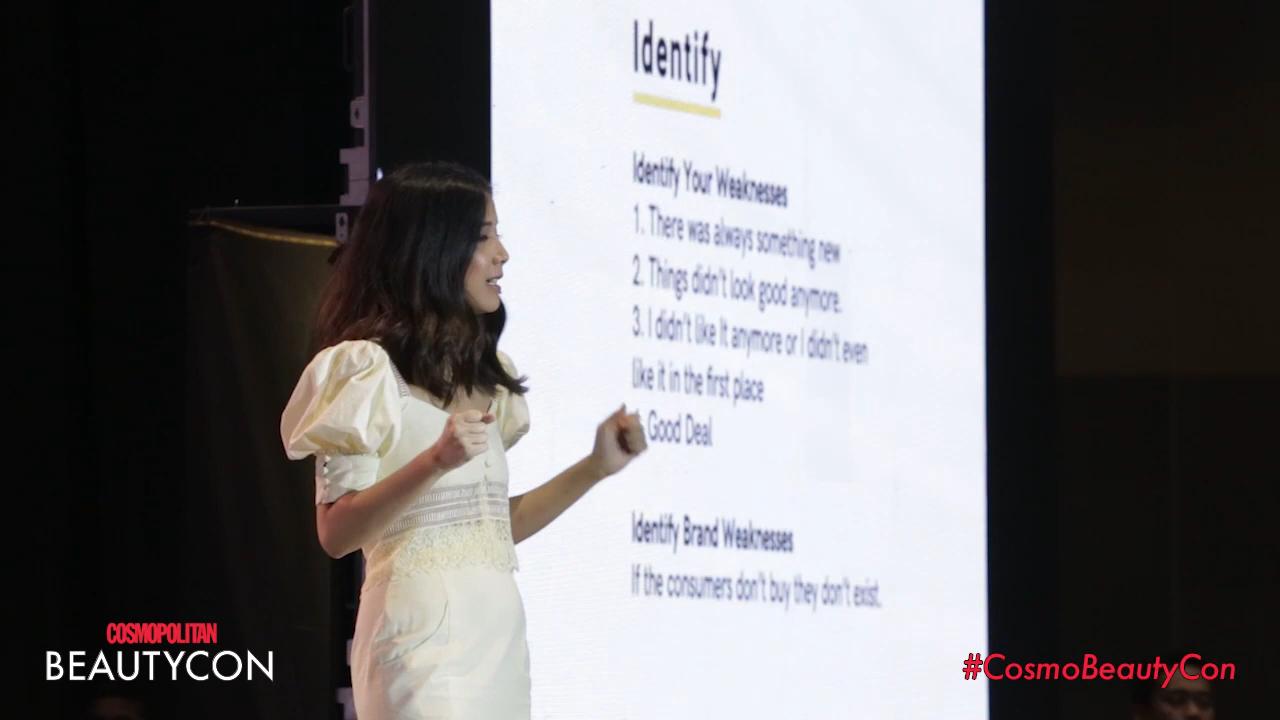 Identify
Identify Your Weaknesses
1. There was always something new
2. Things didn't look good anymore.
3. I didn't like It anymore or I didn't even
like it in the first place
Good Deal
Identify Brand Weaknesses
If the consumers don't buy they don't exist.
COSMOPOLITAN
BEAUTYCON
#CosmoBeautyCon